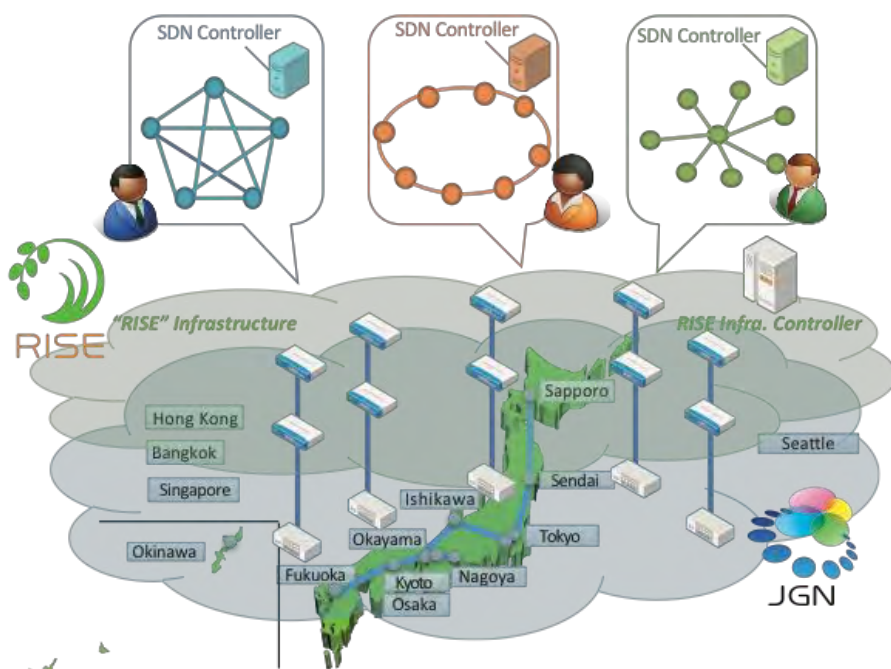 SDN Controller
SDN Controller
SDN Controller
RISE
"RISE" Infrastructure
RISE Infra. Controller
Sapporo
Hong Kong
Bangkok
Singapore
Seattle
Sendai
Ishikawa
Okinawa
Okayama
Tokyo
Fukuoka
Kyoto
Nagoya
Osaka
JGN